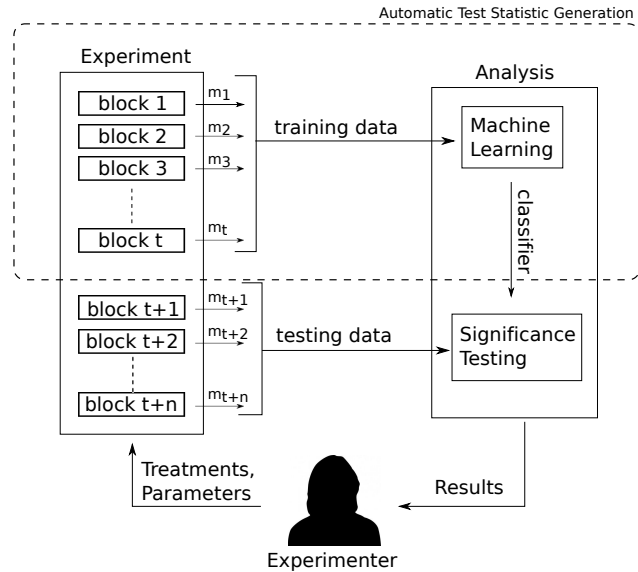 Automatic Test Statistic Generation
Experiment
Analysis
block 1
m1
block 2
m2
block 3
m3
block t
mt
training data
Machine
Learning
classifier
block t+1
mt+1
block t+2
mt+2
block t+n
mt+n
testing data
Significance
Testing
Treatments,
Parameters
Results
Experimenter